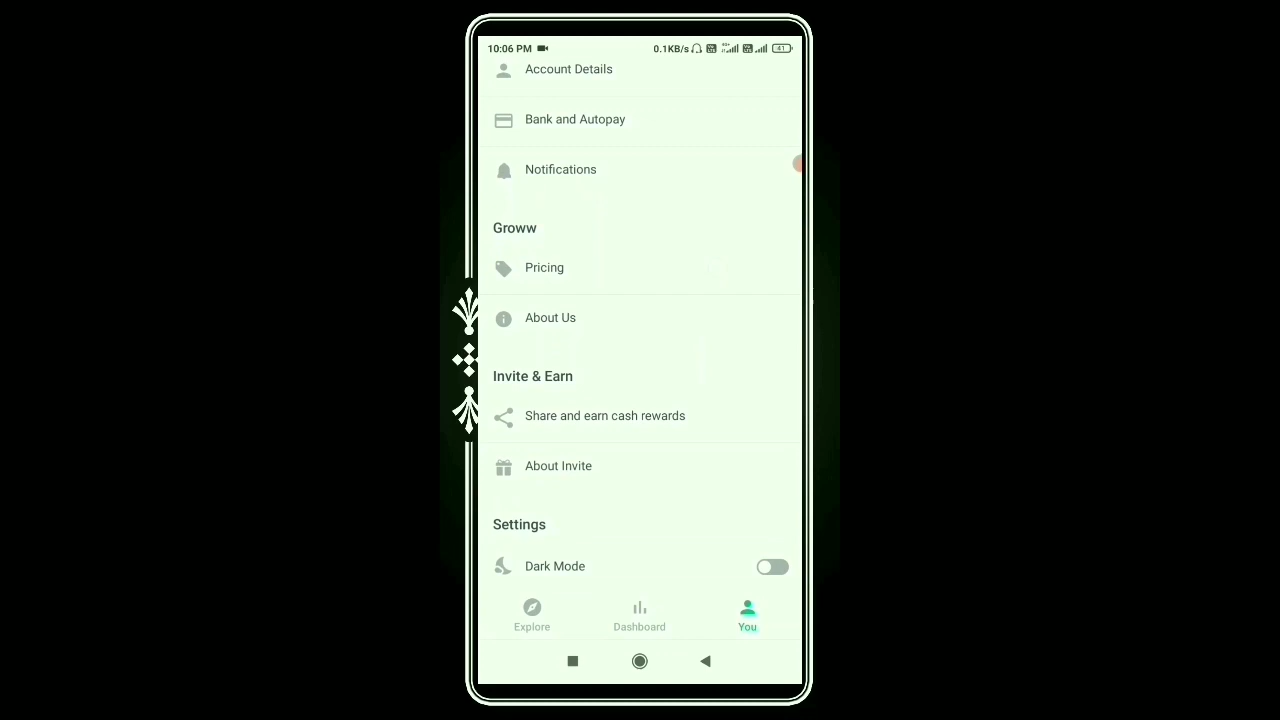 10:06 PM
0.1KB/s
41
Account Details
Bank and Autopay
Notifications
Groww
Pricing
About Us
Invite & Earn
Share and earn cash rewards
About Invite
Settings
Dark Mode
Explore
Dashboard
You